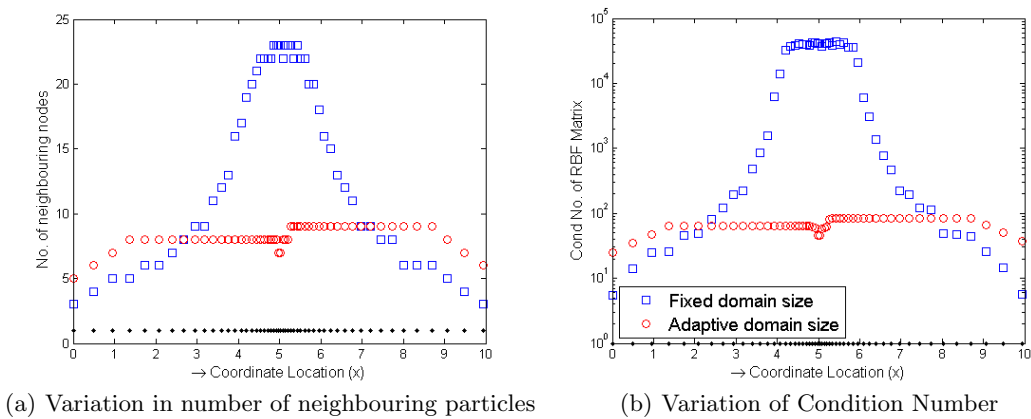 25
20
15
10
5
0
No. of neighbouring nodes
0 1 2 3 4 5 6 7 8 9 10
→ Coordinate Location (x)
(a) Variation in number of neighbouring particles
10^5
10^4
10^3
10^2
10^1
10^0
Cond No. of RBF Matrix
Fixed domain size
Adaptive domain size
0 1 2 3 4 5 6 7 8 9 10
→ Coordinate Location (x)
(b) Variation of Condition Number